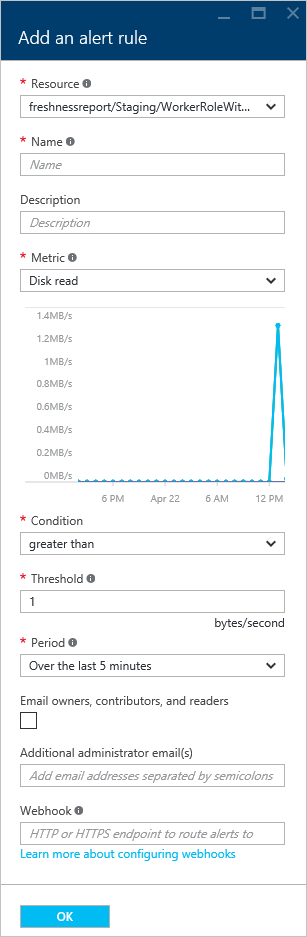 Add an alert rule
* Resource
freshnessreport/Staging/WorkerRoleWit...
* Name
Name
Description
Description
* Metric
Disk read
1.4MB/s
1.2MB/s
1MB/s
0.8MB/s
0.6MB/s
0.4MB/s
0.2MB/s
0MB/s
6 PM Apr 22 6 AM 12 PM
* Condition
greater than
* Threshold
1
bytes/second
* Period
Over the last 5 minutes
Email owners, contributors, and readers
Additional administrator email(s)
Add email addresses separated by semicolons
Webhook
HTTP or HTTPS endpoint to route alerts to
Learn more about configuring webhooks
OK